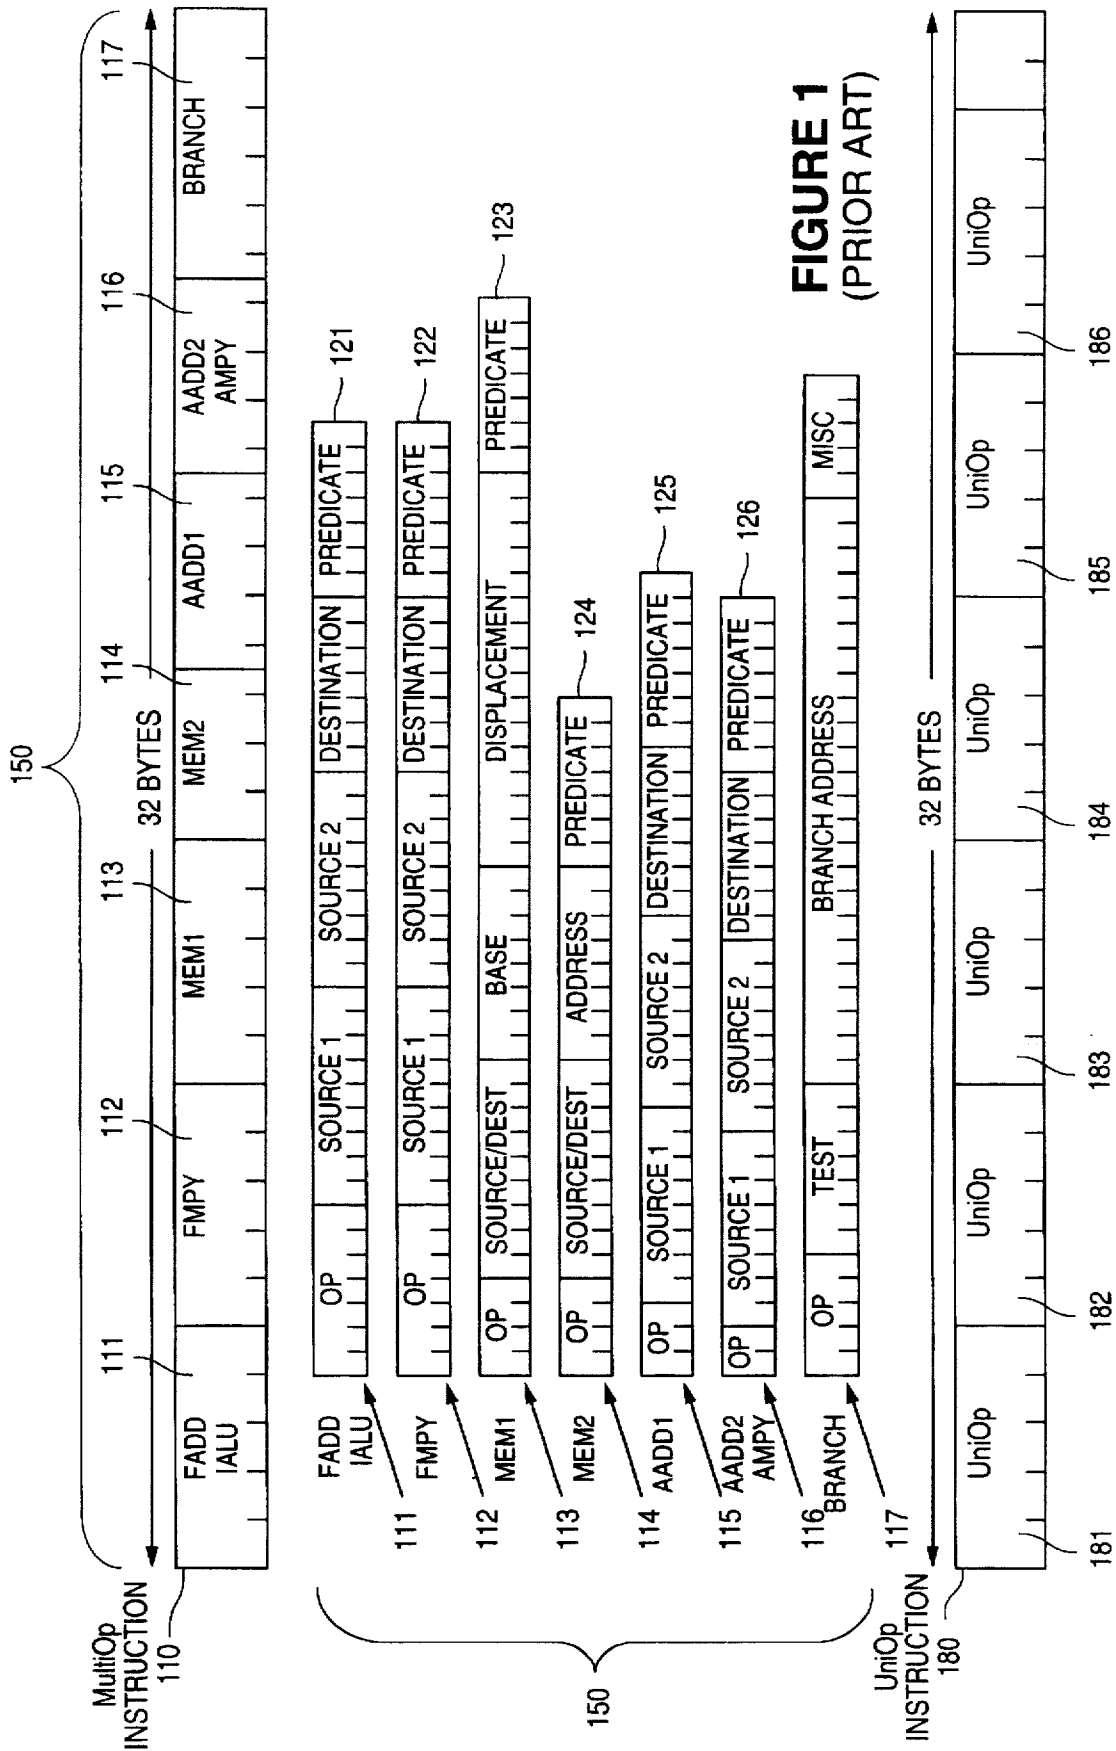 150
MultiOp
INSTRUCTION
110
32 BYTES
111
112
113
114
115
116
117
FADD
IALU
FMPY
MEM1
MEM2
AADD1
AADD2
AMPY
BRANCH
150
FADD
IALU
111
OP
SOURCE 1
SOURCE 2
DESTINATION
PREDICATE
121
FMPY
112
OP
SOURCE 1
SOURCE 2
DESTINATION
PREDICATE
122
MEM1
113
OP
SOURCE/DEST
BASE
DISPLACEMENT
PREDICATE
123
MEM2
114
OP
SOURCE/DEST
ADDRESS
PREDICATE
124
AADD1
115
OP
SOURCE 1
SOURCE 2
DESTINATION
PREDICATE
125
AADD2
AMPY
116
OP
SOURCE 1
SOURCE 2
DESTINATION
PREDICATE
126
BRANCH
117
OP
TEST
BRANCH ADDRESS
MISC
FIGURE 1
(PRIOR ART)
UniOp
INSTRUCTION
180
32 BYTES
UniOp
UniOp
UniOp
UniOp
UniOp
UniOp
181
182
183
184
185
186